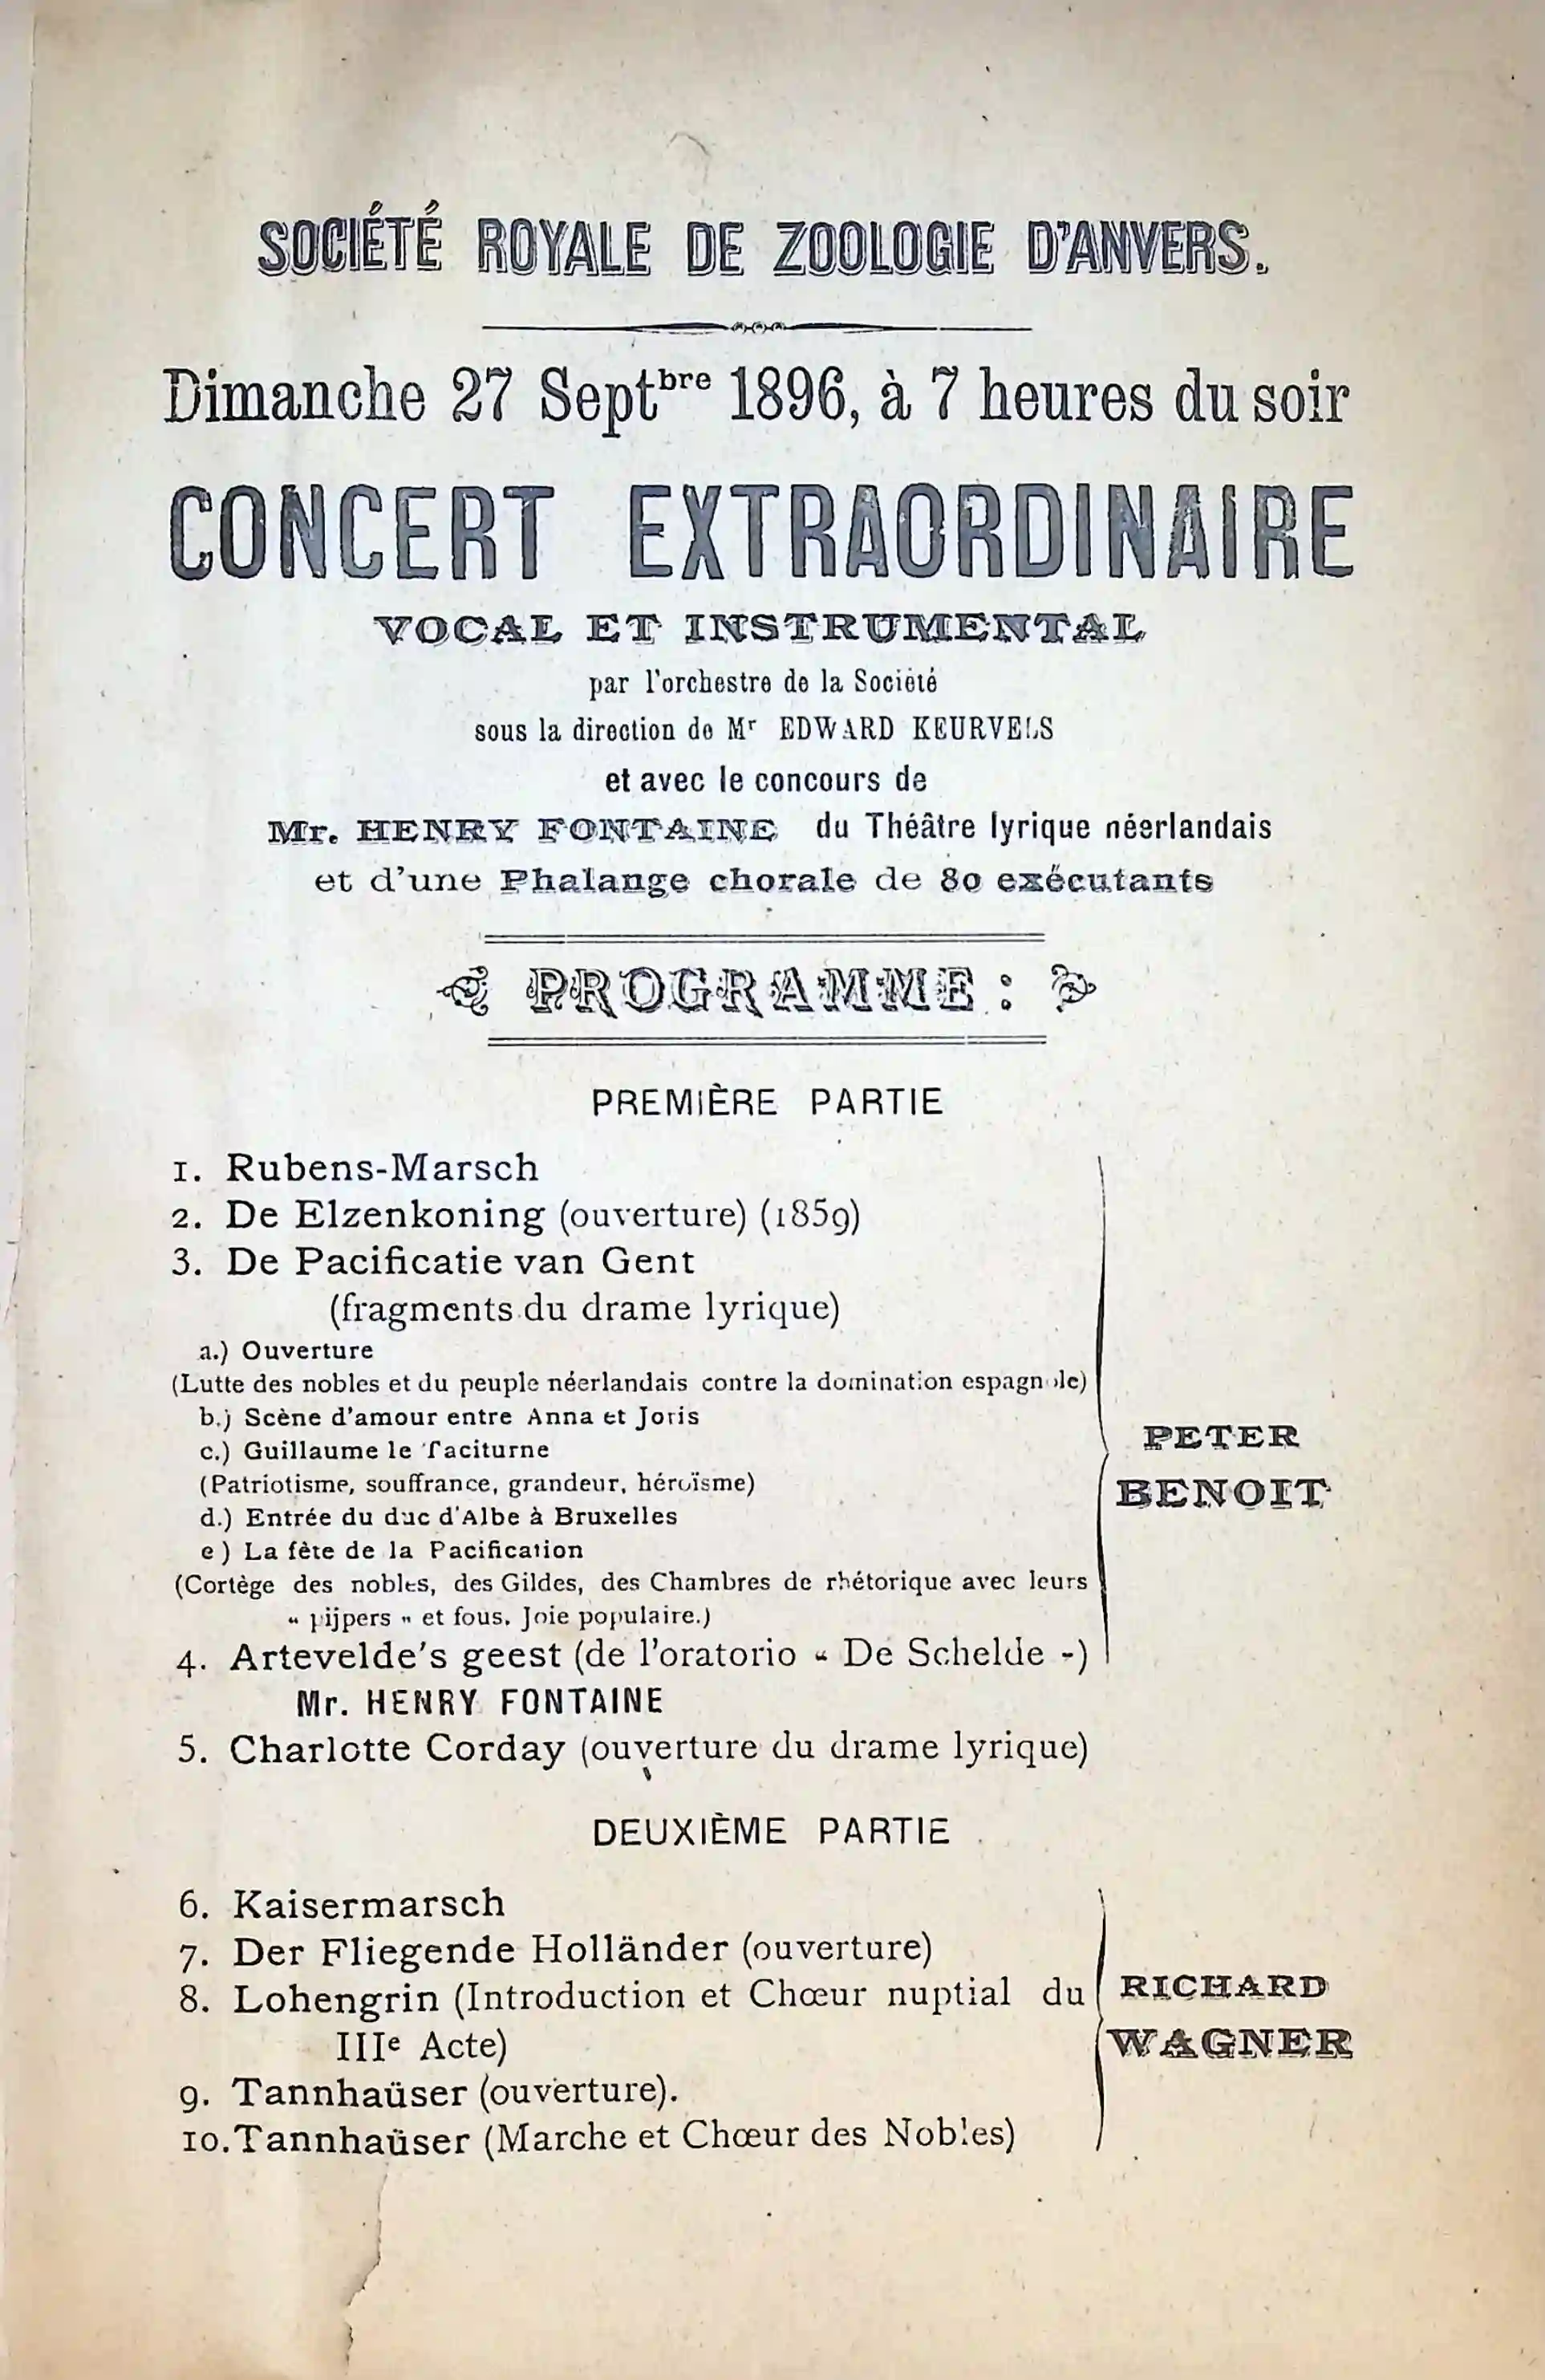 SOCIÉTÉ ROYALE DE ZOOLOGIE D'ANVERS.
Dimanche 27 Septbre 1896, à 7 heures du soir
CONCERT EXTRAORDINAIRE
VOCAL ET INSTRUMENTAL
par l'orchestre de la Société
sous la direction de Mr EDWARD KEURVELS
et avec le concours de
Mr. HENRY FONTAINE du Théâtre lyrique néerlandais
et d'une Phalange chorale de 80 exécutants
PROGRAMME :
PREMIÈRE PARTIE
1. Rubens-Marsch
2. De Elzenkoning (ouverture) (1859)
3. De Pacificatie van Gent
(fragments du drame lyrique)
a.) Ouverture
(Lutte des nobles et du peuple néerlandais contre la domination espagnole)
b.) Scène d'amour entre Anna et Joris
c.) Guillaume le Taciturne
(Patriotisme, souffrance, grandeur, héroïsme)
d.) Entrée du duc d'Albe à Bruxelles
e ) La fète de la Pacification
(Cortège des nobles, des Gildes, des Chambres de rhétorique avec leurs
“ pijpers ” et fous. Joie populaire.)
4. Artevelde's geest (de l'oratorio “ De Schelde -)
Mr. HENRY FONTAINE
5. Charlotte Corday (ouverture du drame lyrique)
PETER
BENOIT
DEUXIÈME PARTIE
6. Kaisermarsch
7. Der Fliegende Holländer (ouverture)
8. Lohengrin (Introduction et Chœur nuptial du
IIIe Acte)
9. Tannhaüser (ouverture).
10. Tannhaüser (Marche et Chœur des Nobles)
RICHARD
WAGNER